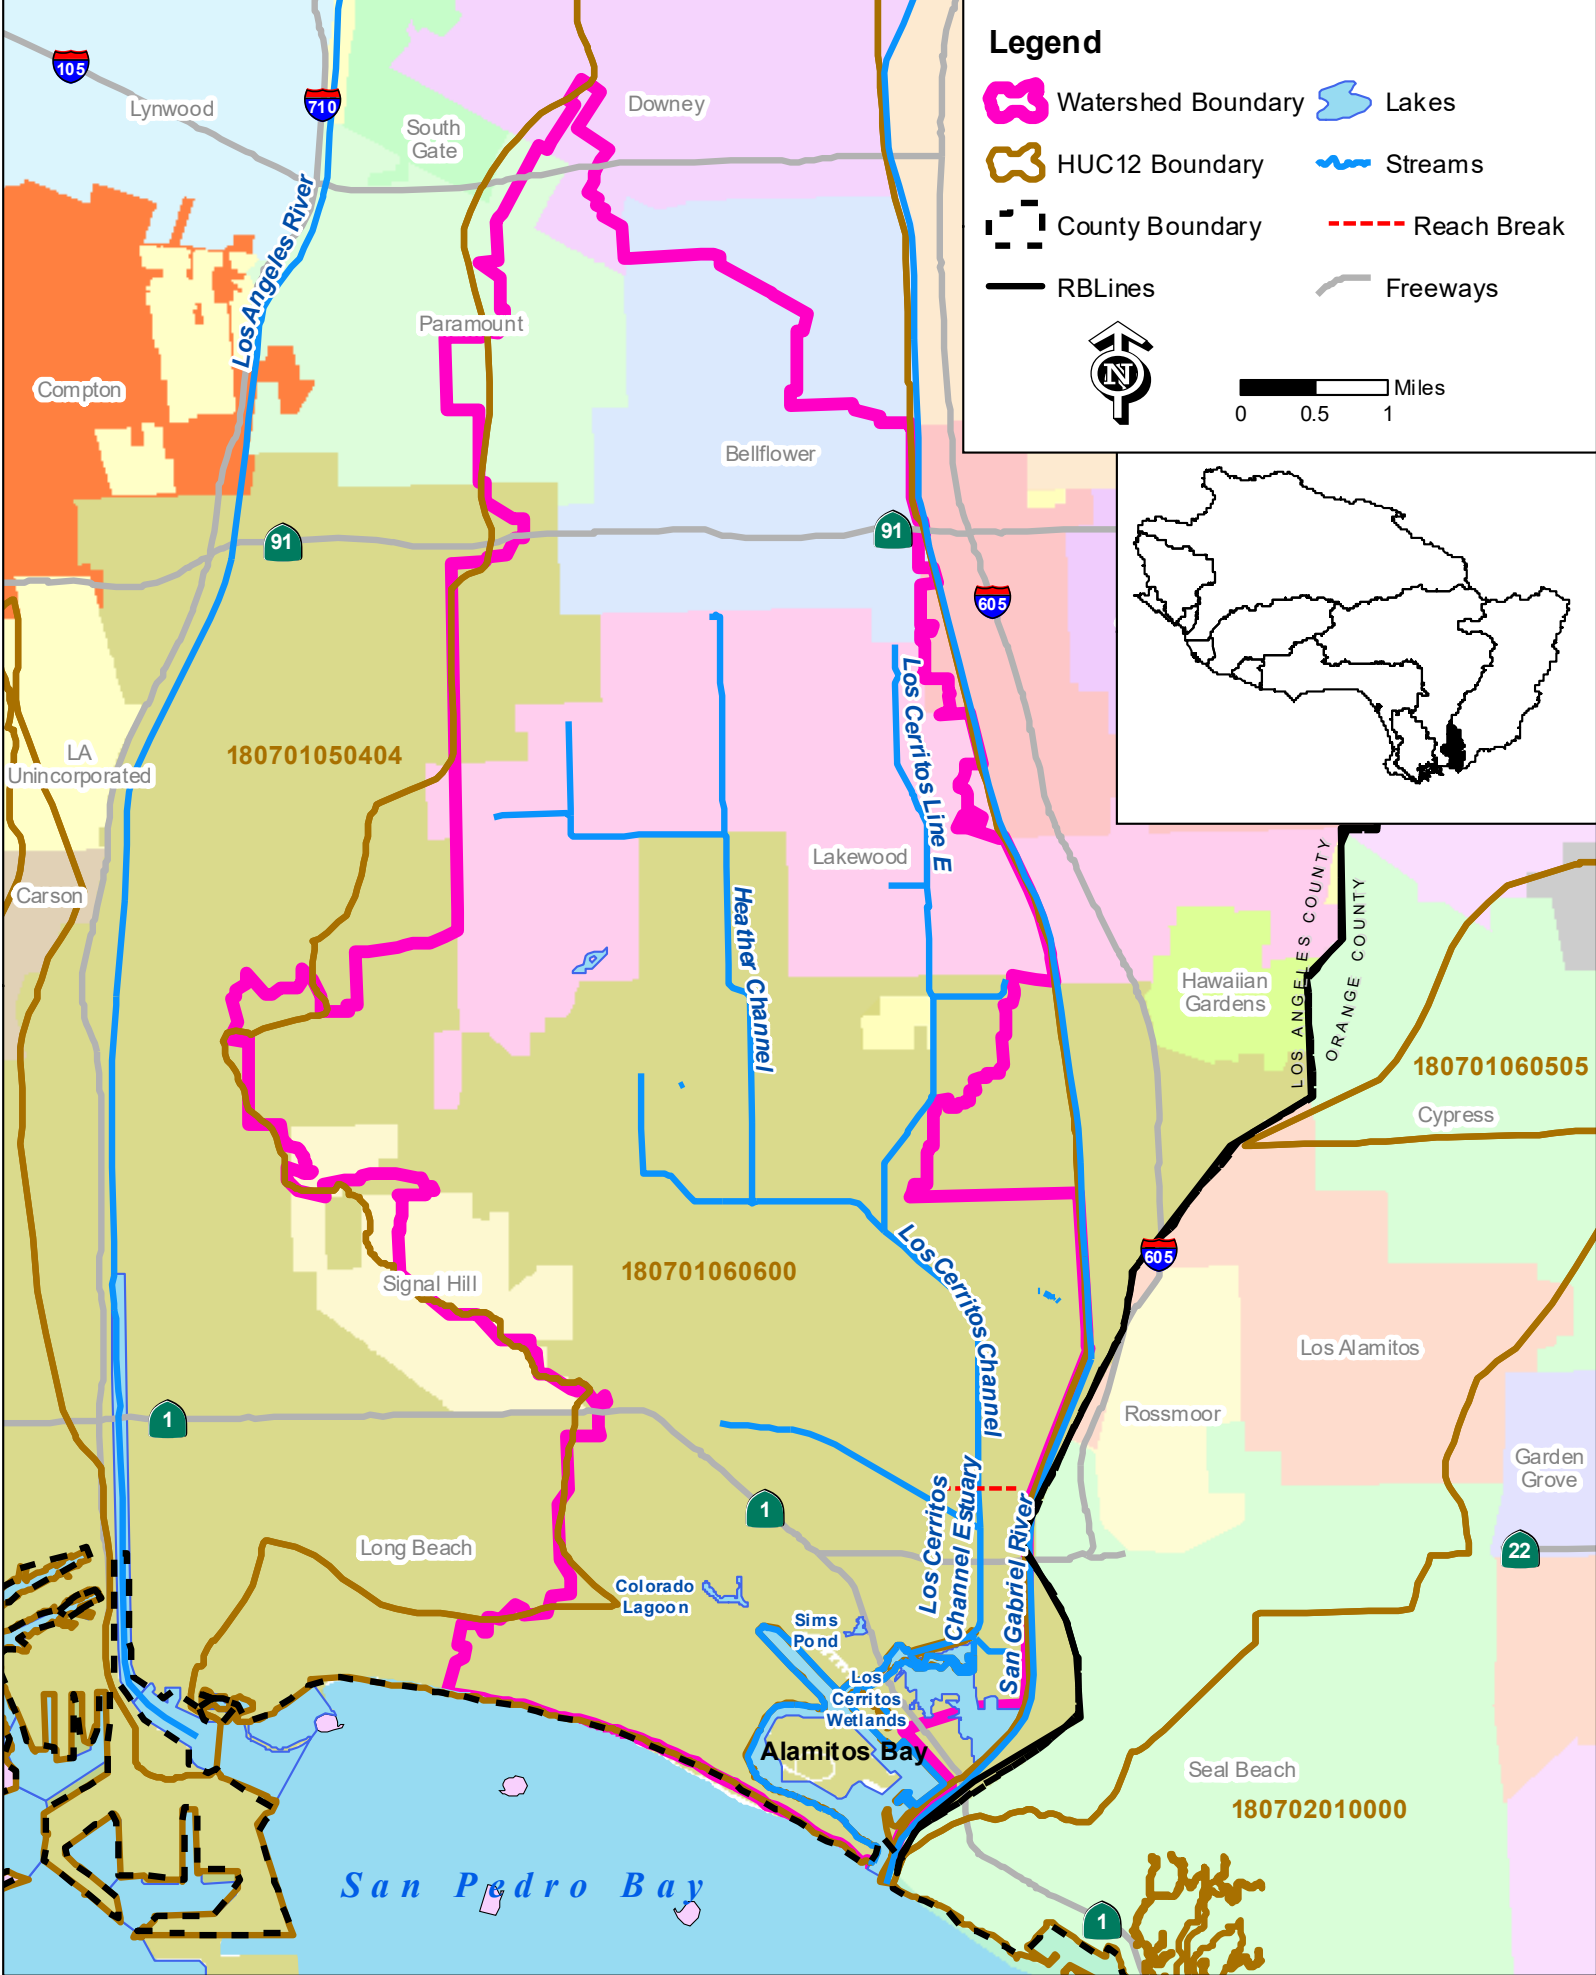 Legend
Watershed Boundary
Lakes
HUC12 Boundary
Streams
County Boundary
Reach Break
RBLines
Freeways
N
Miles
0
0.5
1
105
710
Lynwood
South
Gate
Downey
Los Angeles River
Paramount
Compton
Bellflower
91
91
605
Los Cerritos Line E
LA
Unincorporated
180701050404
Lakewood
Carson
Heather Channel
Hawaiian
Gardens
LOS ANGELES COUNTY
ORANGE COUNTY
180701060505
Cypress
Signal Hill
180701060600
Los Cerritos Channel
605
Los Alamitos
Rossmoor
1
Garden
Grove
22
1
Long Beach
Los Cerritos
Channel Estuary
San Gabriel River
Colorado
Lagoon
Sims
Pond
Los
Cerritos
Wetlands
Alamitos Bay
Seal Beach
180702010000
San Pedro Bay
1